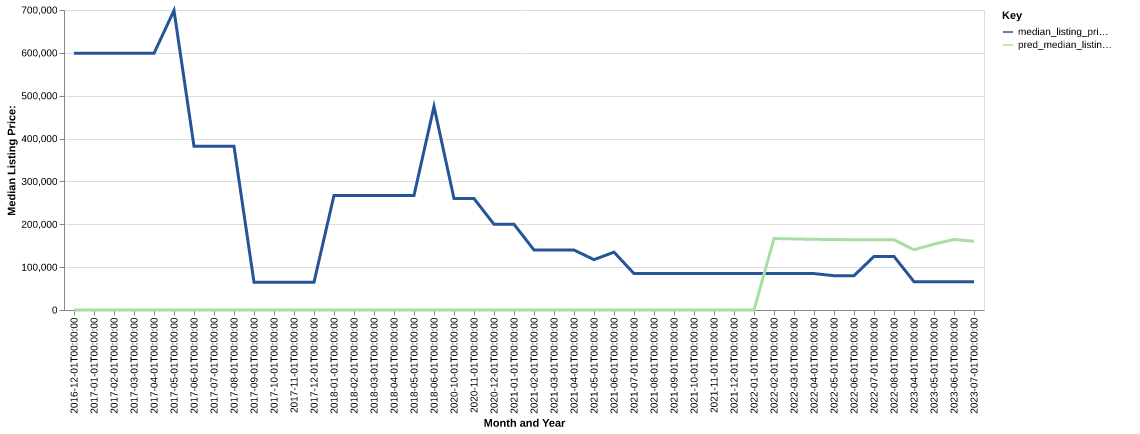 700,000
600,000
500,000
400,000
300,000
200,000
100,000
0
Median Listing Price:
2016-12-01T00:00:00
2017-01-01T00:00:00
2017-02-01T00:00:00
2017-03-01T00:00:00
2017-04-01T00:00:00
2017-05-01T00:00:00
2017-06-01T00:00:00
2017-07-01T00:00:00
2017-08-01T00:00:00
2017-09-01T00:00:00
2017-10-01T00:00:00
2017-11-01T00:00:00
2017-12-01T00:00:00
2018-01-01T00:00:00
2018-02-01T00:00:00
2018-03-01T00:00:00
2018-04-01T00:00:00
2018-05-01T00:00:00
2018-06-01T00:00:00
2020-10-01T00:00:00
2020-11-01T00:00:00
2020-12-01T00:00:00
2021-01-01T00:00:00
2021-02-01T00:00:00
2021-03-01T00:00:00
2021-04-01T00:00:00
2021-05-01T00:00:00
2021-06-01T00:00:00
2021-07-01T00:00:00
2021-08-01T00:00:00
2021-09-01T00:00:00
2021-10-01T00:00:00
2021-11-01T00:00:00
2021-12-01T00:00:00
2022-01-01T00:00:00
2022-02-01T00:00:00
2022-03-01T00:00:00
2022-04-01T00:00:00
2022-05-01T00:00:00
2022-06-01T00:00:00
2022-07-01T00:00:00
2022-08-01T00:00:00
2023-04-01T00:00:00
2023-05-01T00:00:00
2023-06-01T00:00:00
2023-07-01T00:00:00
Month and Year
Key
median_listing_pri…
pred_median_listin…